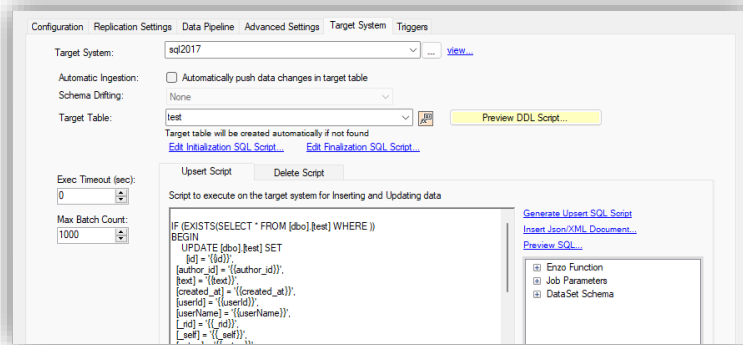 Configuration Replication Settings Data Pipeline Advanced Settings Target System Triggers
Target System: sql2017 ... view...
Automatic Ingestion: Automatically push data changes in target table
Schema Drifting: None
Target Table: test Preview DDL Script...
Target table will be created automatically if not found
Edit Initialization SQL Script... Edit Finalization SQL Script...
Upsert Script Delete Script
Exec Timeout (sec):
0
Max Batch Count:
1000
Script to execute on the target system for Inserting and Updating data
IF (EXISTS(SELECT * FROM [dbo].[test] WHERE ))
BEGIN
UPDATE [dbo].[test] SET
[id] = '{{id}}',
[author_id] = '{{author_id}}',
[text] = '{{text}}',
[created_at] = '{{created_at}}',
[userId] = '{{userId}}',
[userName] = '{{userName}}',
[_rid] = '{{_rid}}',
[_self] = '{{_self}}',
Generate Upsert SQL Script
Insert Json/XML Document...
Preview SQL...
Enzo Function
Job Parameters
DataSet Schema